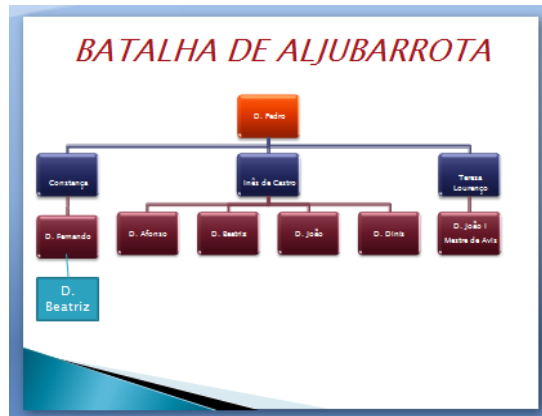 BATALHA DE ALJUBARROTA
D. Pedro
Constança
Inês de Castro
Teresa
Lourenço
D. Fernando
D. Afonso
D. Beatriz
D. João
D. Dinis
D. João I
Mestre de Avis
D.
Beatriz